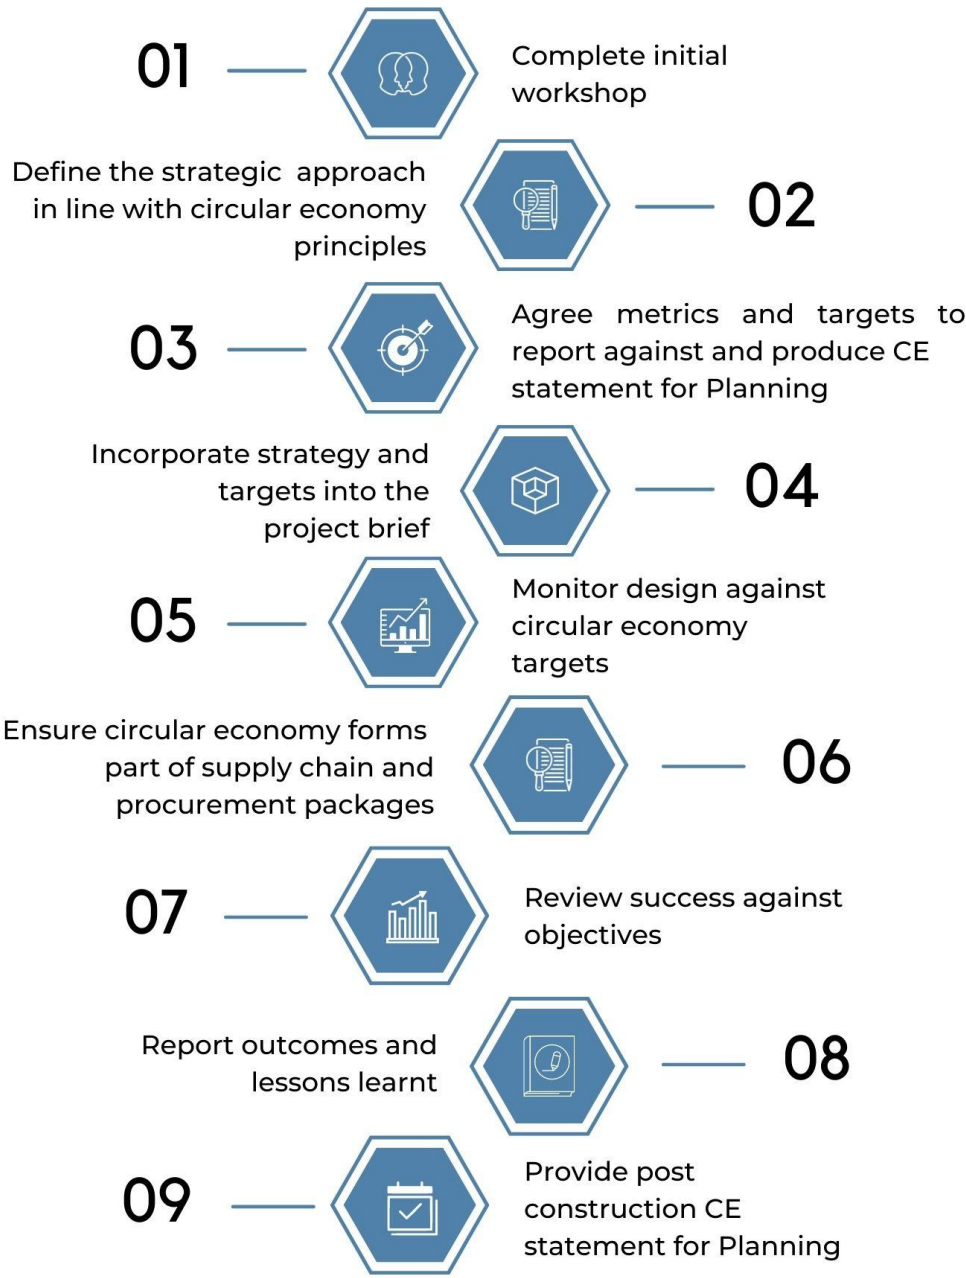 01
Complete initial
workshop
Define the strategic approach
in line with circular economy
principles
02
03
Agree metrics and targets to
report against and produce CE
statement for Planning
Incorporate strategy and
targets into the
project brief
04
05
Monitor design against
circular economy
targets
Ensure circular economy forms
part of supply chain and
procurement packages
06
07
Review success against
objectives
Report outcomes and
lessons learnt
08
09
Provide post
construction CE
statement for Planning